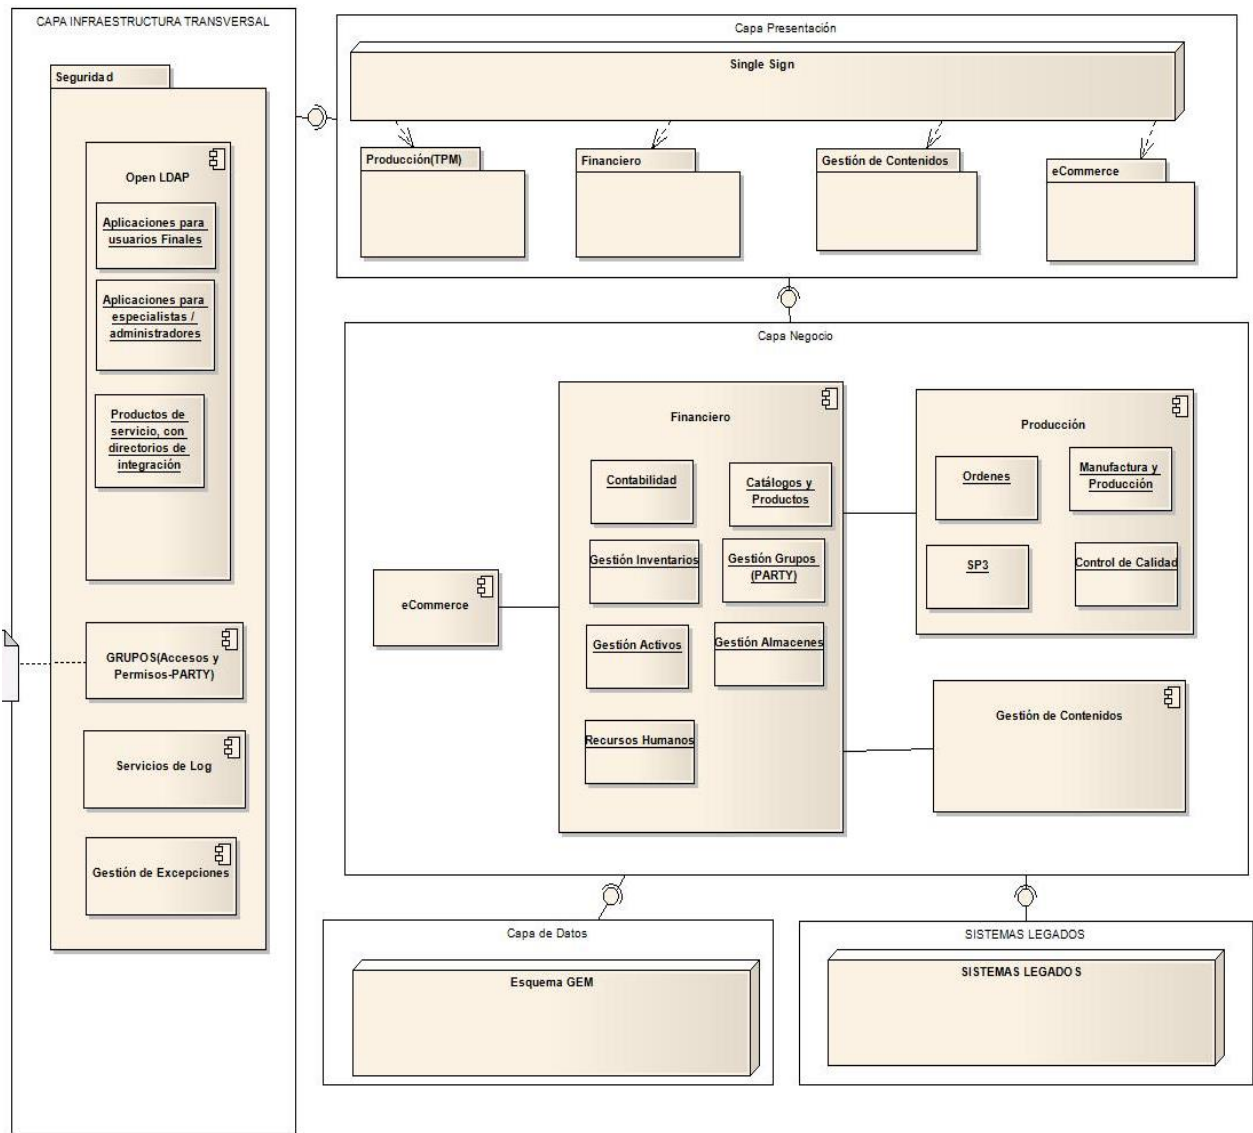 CAPA INFRAESTRUCTURA TRANSVERSAL
Seguridad
Open LDAP
Aplicaciones para
usuarios Finales
Aplicaciones para
especialistas /
administradores
Productos de
servicio, con
directorios de
integración
GRUPOS(Accesos y
Permisos-PARTY)
Servicios de Log
Gestión de Excepciones
Capa Presentación
Single Sign
Producción(TPM)
Financiero
Gestión de Contenidos
eCommerce
Capa Negocio
eCommerce
Financiero
Contabilidad
Catálogos y
Productos
Gestión Inventarios
Gestión Grupos
(PARTY)
Gestión Activos
Gestión Almacenes
Recursos Humanos
Producción
Ordenes
Manufactura y
Producción
SP3
Control de Calidad
Gestión de Contenidos
Capa de Datos
Esquema GEM
SISTEMAS LEGADOS
SISTEMAS LEGADOS